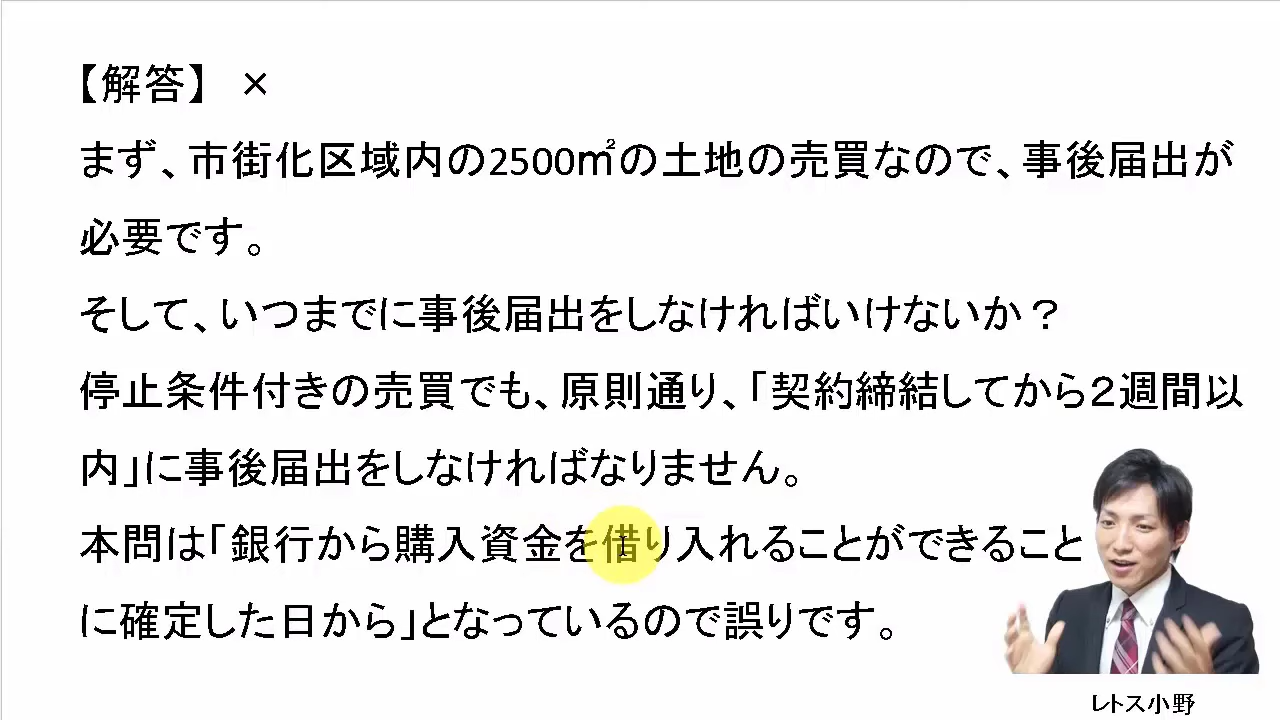 【解答】 ×
まず、市街化区域内の2500㎡の土地の売買なので、事後届出が
必要です。
そして、いつまでに事後届出をしなければいけないか？
停止条件付きの売買でも、原則通り、「契約締結してから２週間以
内」に事後届出をしなければなりません。
本問は「銀行から購入資金を借り入れることができること
に確定した日から」となっているので誤りです。
レトス小野